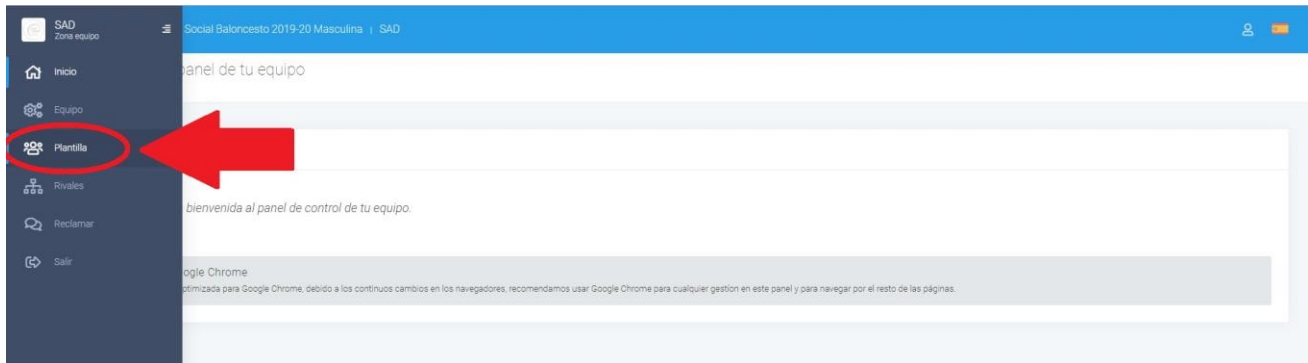 SAD
Zona equipo
Social Baloncesto 2019-20 Masculina | SAD
Inicio
panel de tu equipo
Equipo
Plantilla
Rivales
bienvenida al panel de control de tu equipo.
Reclamar
Salir
ogle Chrome
optimizada para Google Chrome, debido a los continuos cambios en los navegadores, recomendamos usar Google Chrome para cualquier gestion en este panel y para navegar por el resto de las páginas.